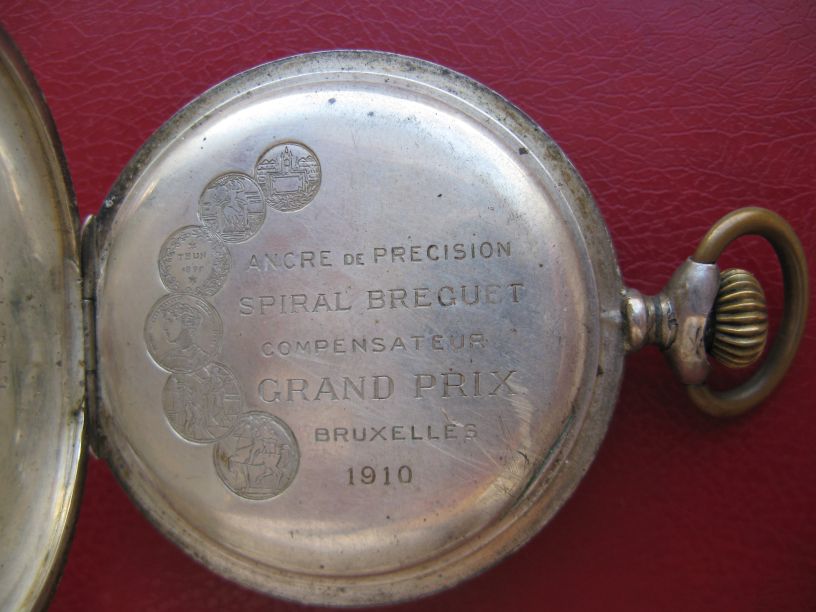 ANCRE DE PRECISION
SPIRAL BREGUET
COMPENSATEUR
GRAND PRIX
BRUXELLES
1910